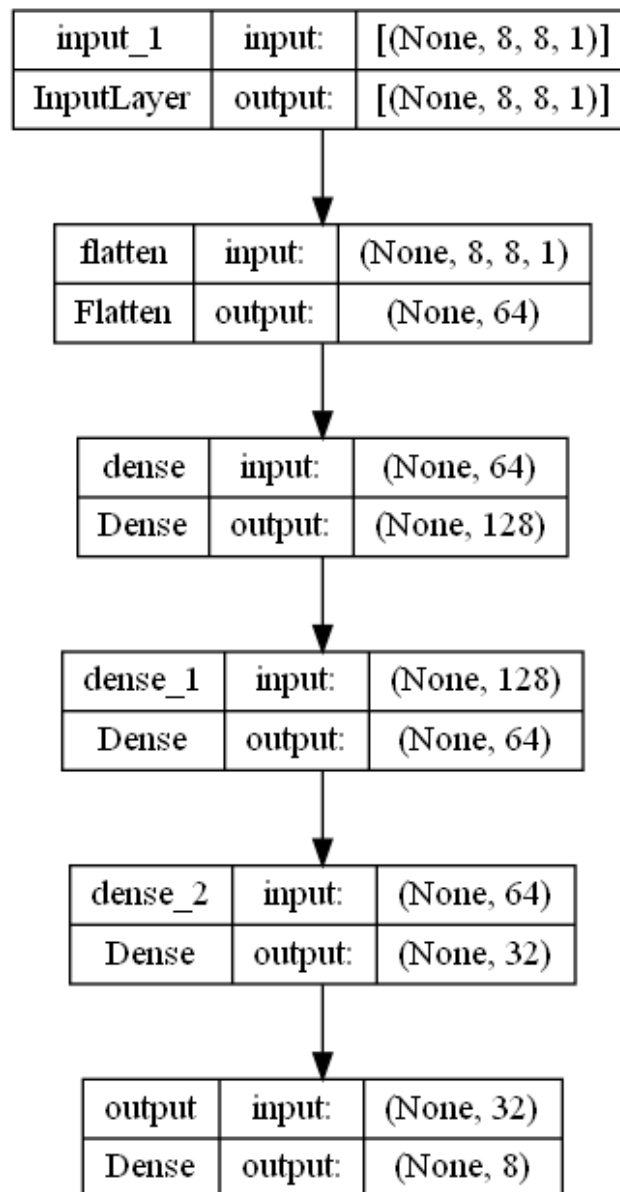 input_1 input: [(None, 8, 8, 1)]
InputLayer output: [(None, 8, 8, 1)]
flatten input: (None, 8, 8, 1)
Flatten output: (None, 64)
dense input: (None, 64)
Dense output: (None, 128)
dense_1 input: (None, 128)
Dense output: (None, 64)
dense_2 input: (None, 64)
Dense output: (None, 32)
output input: (None, 32)
Dense output: (None, 8)